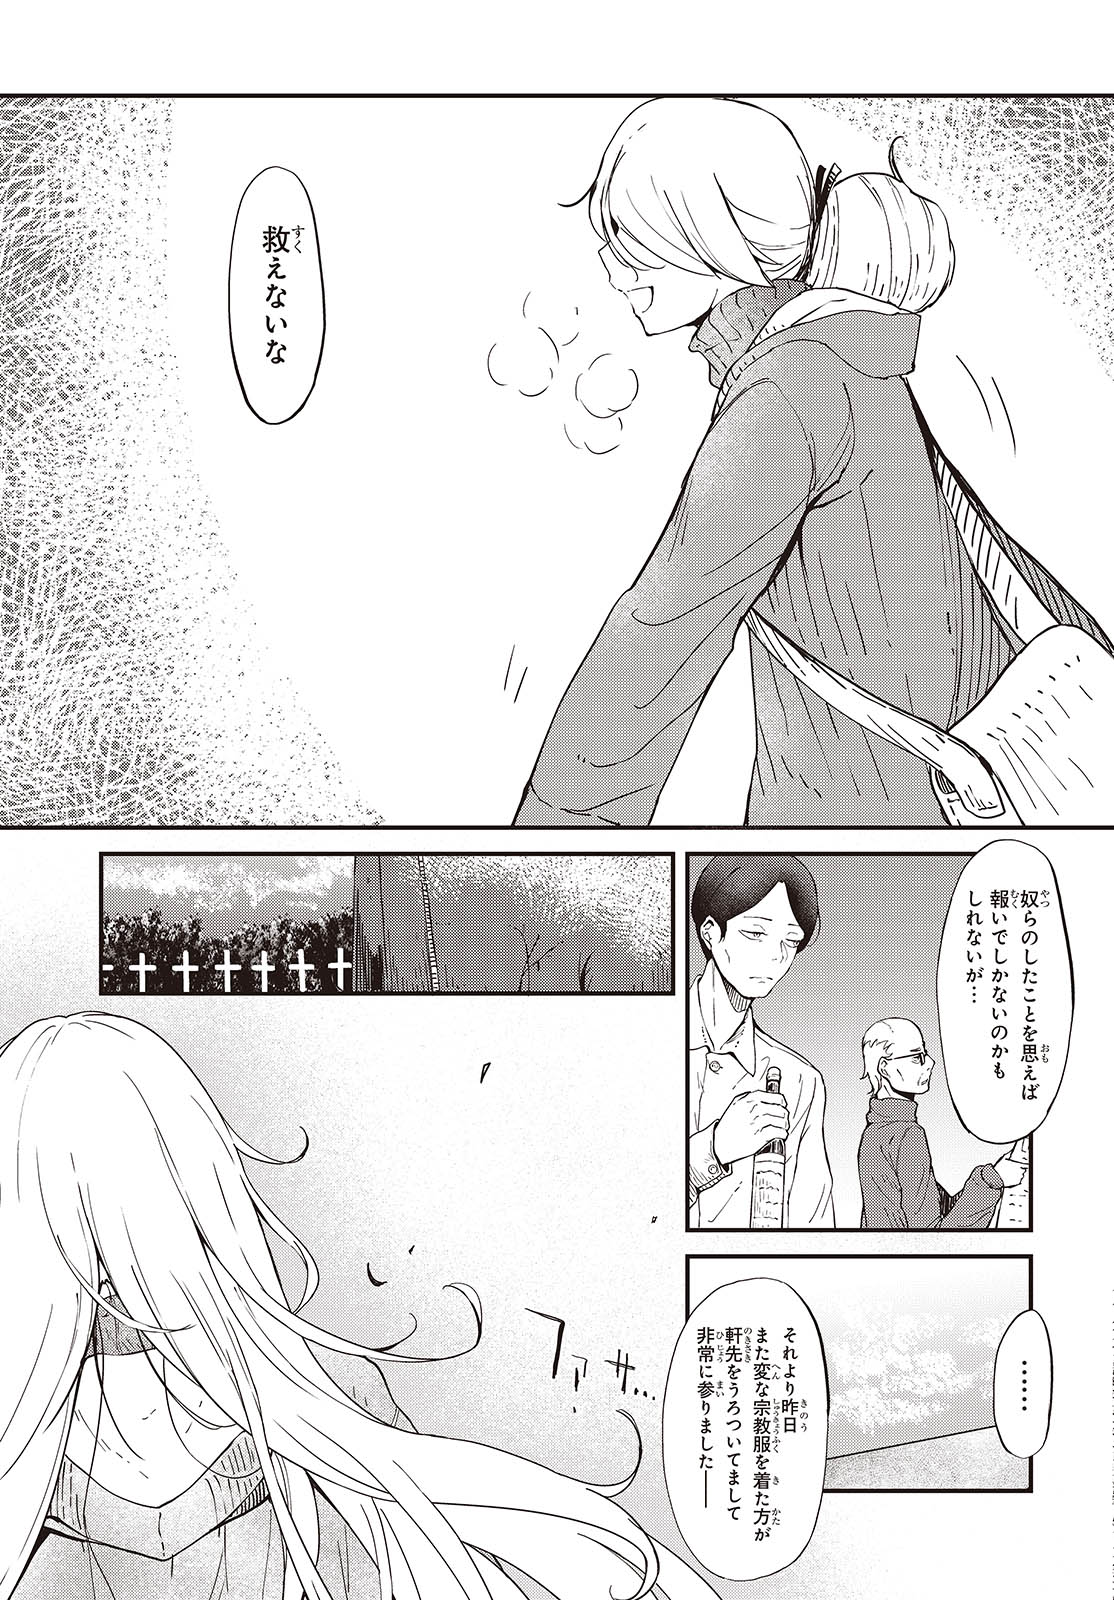 救えないな
奴らのしたことを思えば
報いでしかないのかも
しれないが…
……
それより昨日
また変な宗教服を着た方が
軒先をうろついてまして
非常に参りました――